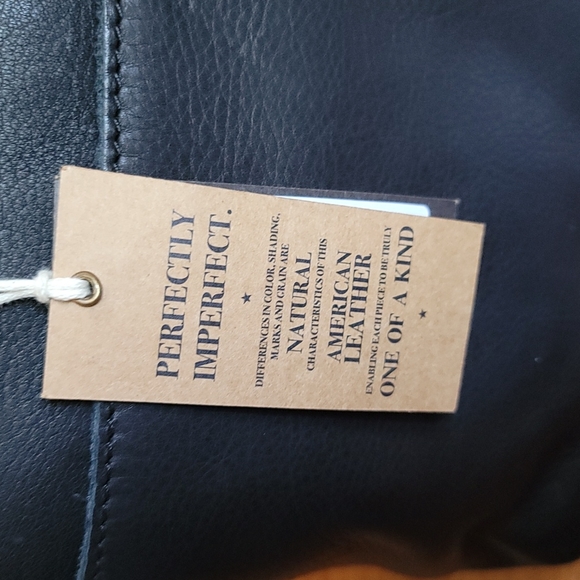 PERFECTLY
IMPERFECT.
DIFFERENCES IN COLOR, SHADING,
MARKS AND GRAIN ARE
NATURAL
CHARACTERISTICS OF THIS
AMERICAN
LEATHER
ENABLING EACH PIECE TO BE TRULY
ONE OF A KIND